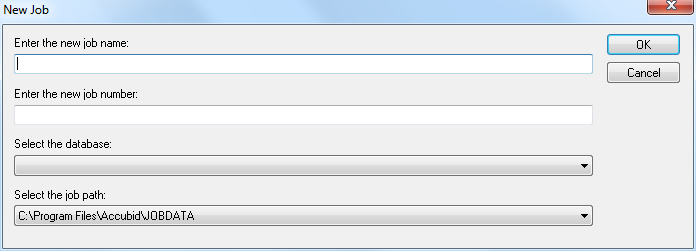 New Job
Enter the new job name:
OK
Cancel
Enter the new job number:
Select the database:
Select the job path:
C:\Program Files\Accubid\JOBDATA